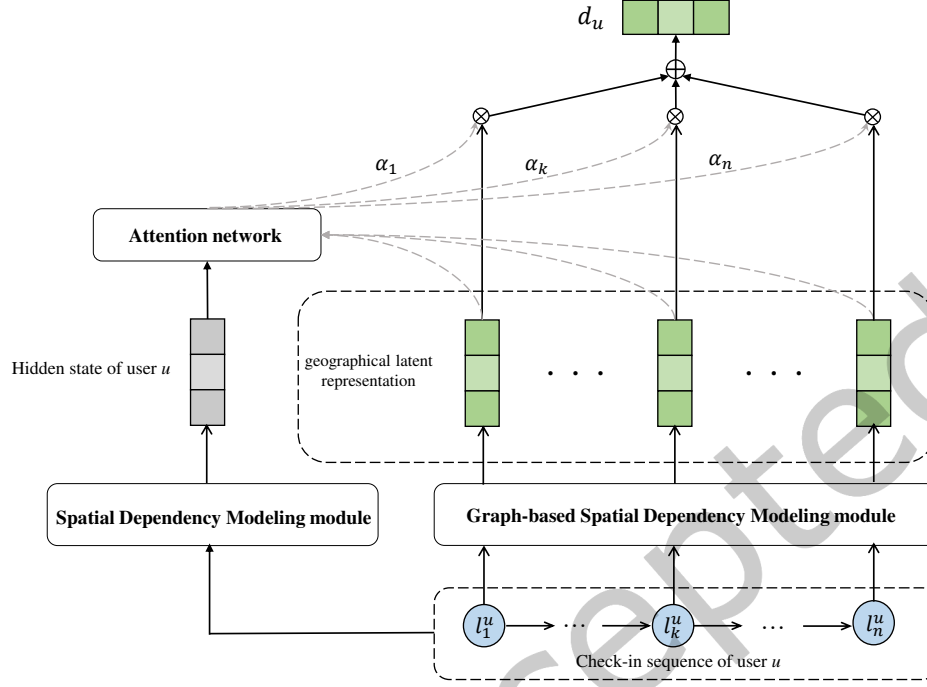 d_u
α_1
α_k
α_n
Attention network
Hidden state of user u
geographical latent
representation
· · ·
· · ·
Spatial Dependency Modeling module
Graph-based Spatial Dependency Modeling module
l_1^u
...
l_k^u
...
l_n^u
Check-in sequence of user u
cepted